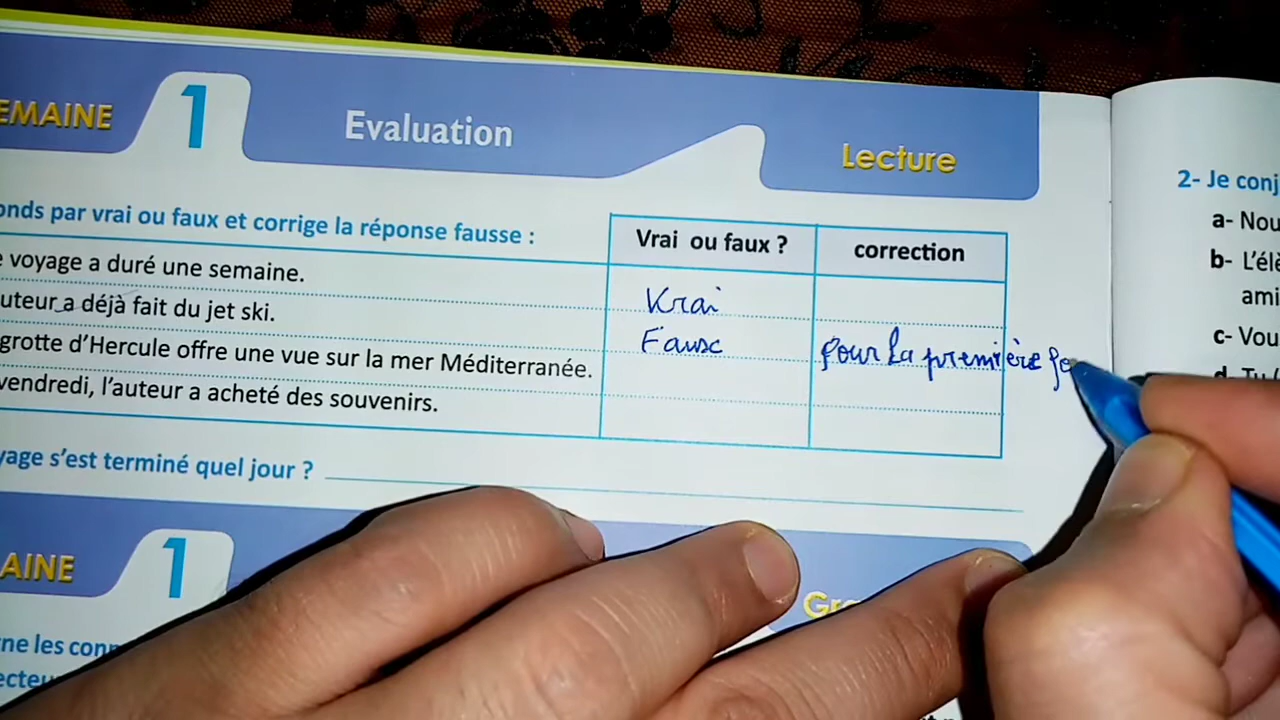 EMAINE 1 Evaluation Lecture
onds par vrai ou faux et corrige la réponse fausse :
Vrai ou faux ? correction
e voyage a duré une semaine. Vrai
uteur a déjà fait du jet ski. Faux pour la première fo
grotte d'Hercule offre une vue sur la mer Méditerranée.
vendredi, l'auteur a acheté des souvenirs.
yage s'est terminé quel jour ?
AINE 1
ne les con
ecteu
2- Je conj
a- Nou
b- L'élè
ami
c- Vou
d- Tu